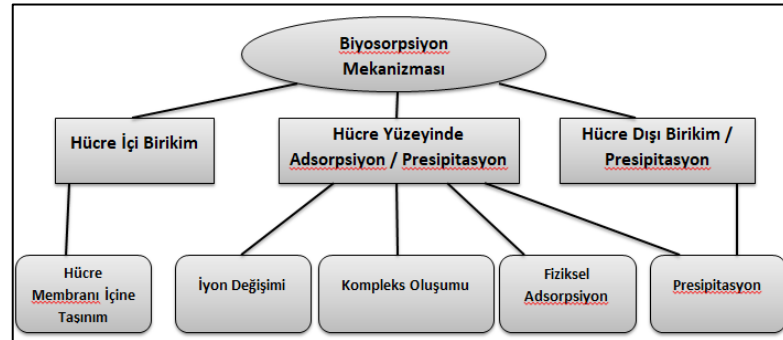 Biyosorpsiyon
Mekanizması
Hücre İçi Birikim
Hücre Yüzeyinde
Adsorpsiyon / Presipitasyon
Hücre Dışı Birikim /
Presipitasyon
Hücre
Membranı İçine
Taşınım
İyon Değişimi
Kompleks Oluşumu
Fiziksel
Adsorpsiyon
Presipitasyon